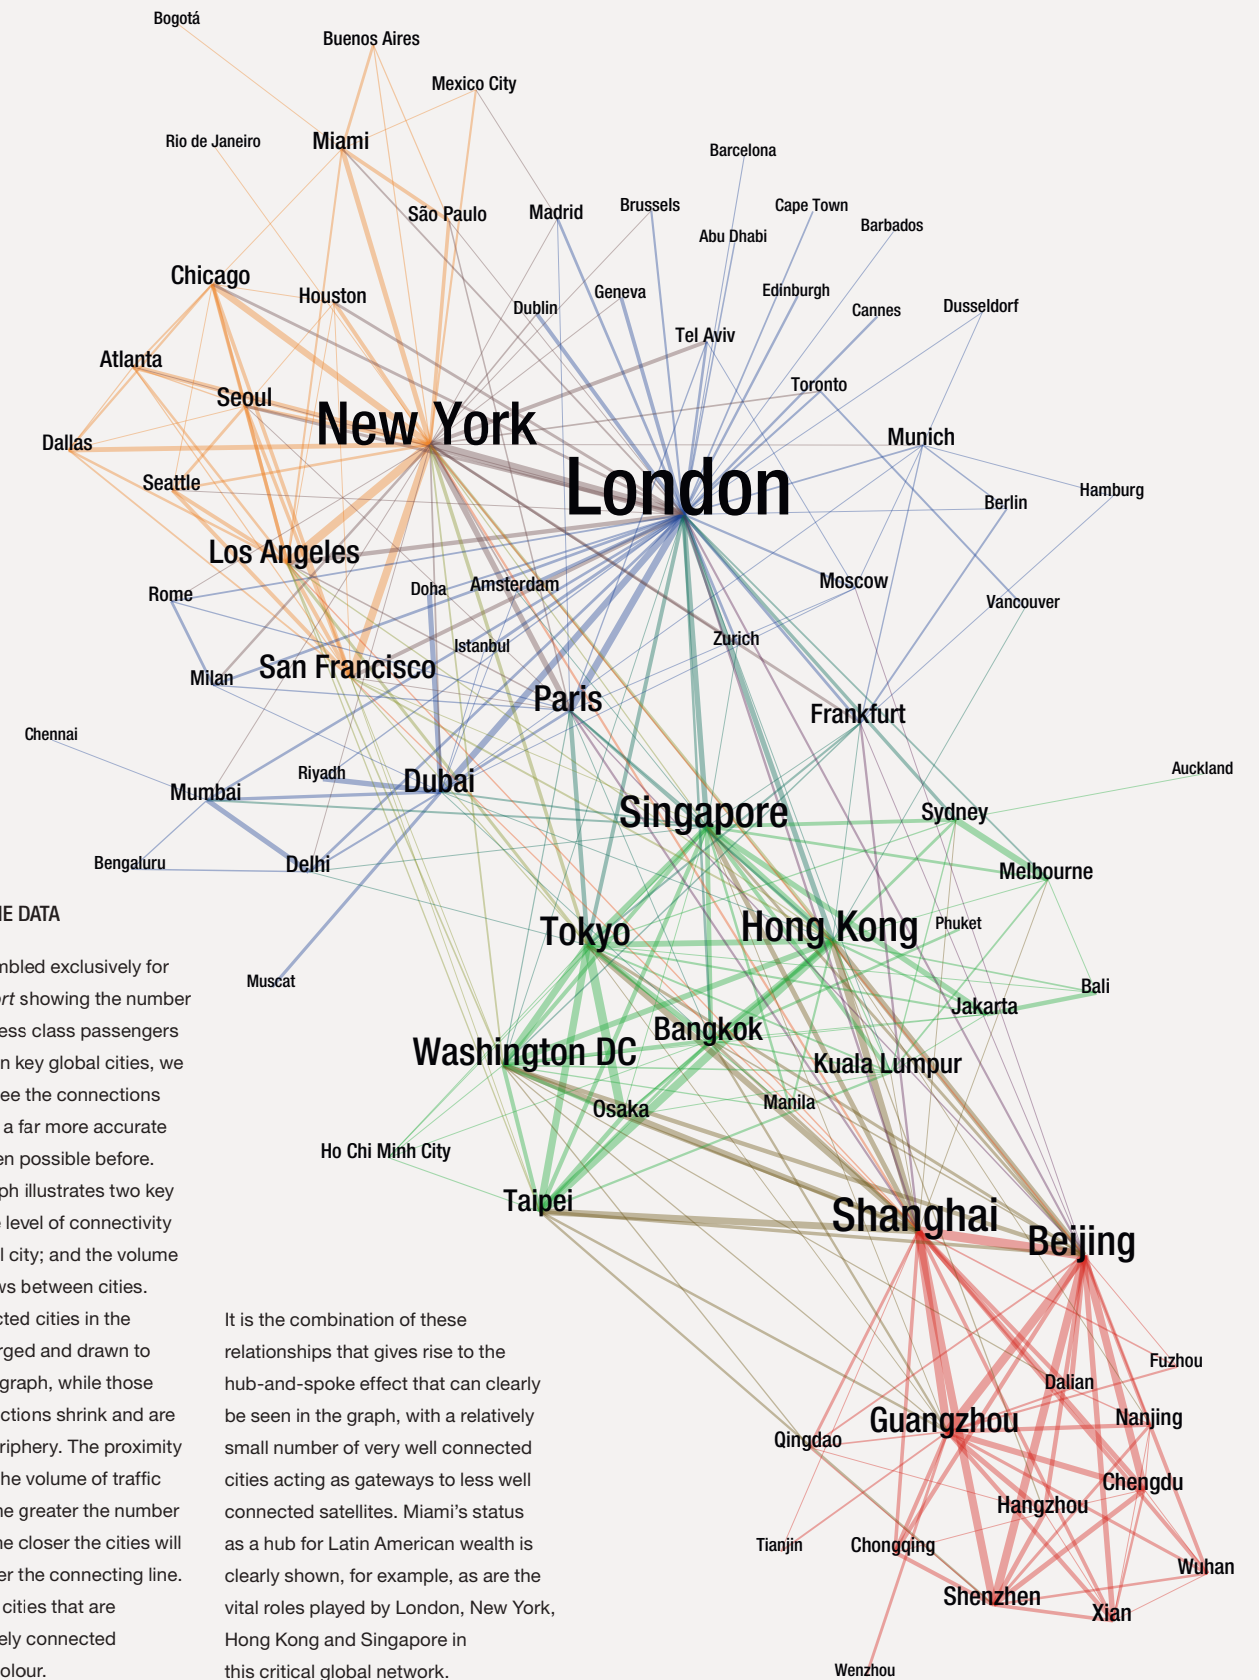 Bogotá
Buenos Aires
Mexico City
Rio de Janeiro
Miami
Barcelona
São Paulo
Madrid
Brussels
Cape Town
Abu Dhabi
Barbados
Chicago
Houston
Dublin
Geneva
Edinburgh
Cannes
Dusseldorf
Tel Aviv
Atlanta
Seoul
Toronto
New York
Dallas
Munich
London
Seattle
Berlin
Hamburg
Los Angeles
Rome
Doha
Amsterdam
Moscow
Vancouver
Istanbul
Zurich
Milan
San Francisco
Paris
Frankfurt
Chennai
Mumbai
Riyadh
Dubai
Auckland
Singapore
Sydney
Bengaluru
Delhi
Melbourne
Tokyo
Hong Kong
Phuket
Muscat
Bali
Jakarta
Bangkok
Washington DC
Kuala Lumpur
Osaka
Manila
Ho Chi Minh City
Taipei
Shanghai
Beijing
Fuzhou
Dalian
Guangzhou
Nanjing
Qingdao
Chengdu
Hangzhou
Tianjin
Chongqing
Wuhan
Shenzhen
Xian
Wenzhou
IE DATA
mbled exclusively for
ort showing the number
ess class passengers
n key global cities, we
ee the connections
a far more accurate
en possible before.
ph illustrates two key
e level of connectivity
l city; and the volume
ws between cities.
cted cities in the
rged and drawn to
graph, while those
ctions shrink and are
riphery. The proximity
he volume of traffic
ne greater the number
ne closer the cities will
er the connecting line.
cities that are
ely connected
olour.
It is the combination of these
relationships that gives rise to the
hub-and-spoke effect that can clearly
be seen in the graph, with a relatively
small number of very well connected
cities acting as gateways to less well
connected satellites. Miami's status
as a hub for Latin American wealth is
clearly shown, for example, as are the
vital roles played by London, New York,
Hong Kong and Singapore in
this critical global network.